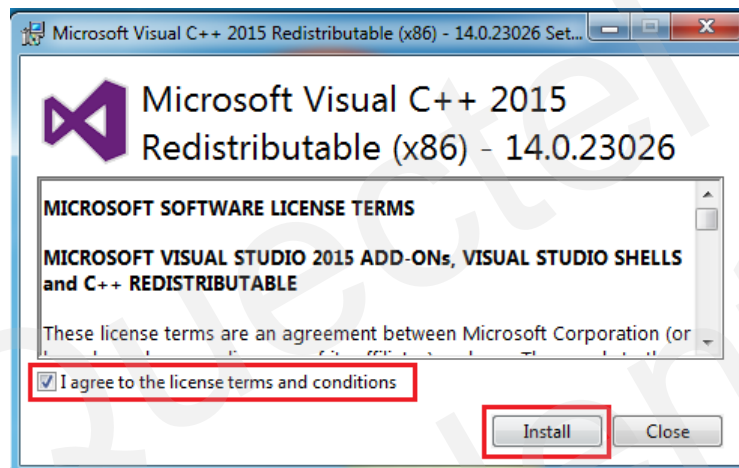 Microsoft Visual C++ 2015 Redistributable (x86) - 14.0.23026 Set...
Microsoft Visual C++ 2015
Redistributable (x86) - 14.0.23026
MICROSOFT SOFTWARE LICENSE TERMS
MICROSOFT VISUAL STUDIO 2015 ADD-ONs, VISUAL STUDIO SHELLS
and C++ REDISTRIBUTABLE
These license terms are an agreement between Microsoft Corporation (or
I agree to the license terms and conditions
Install Close
Quectel